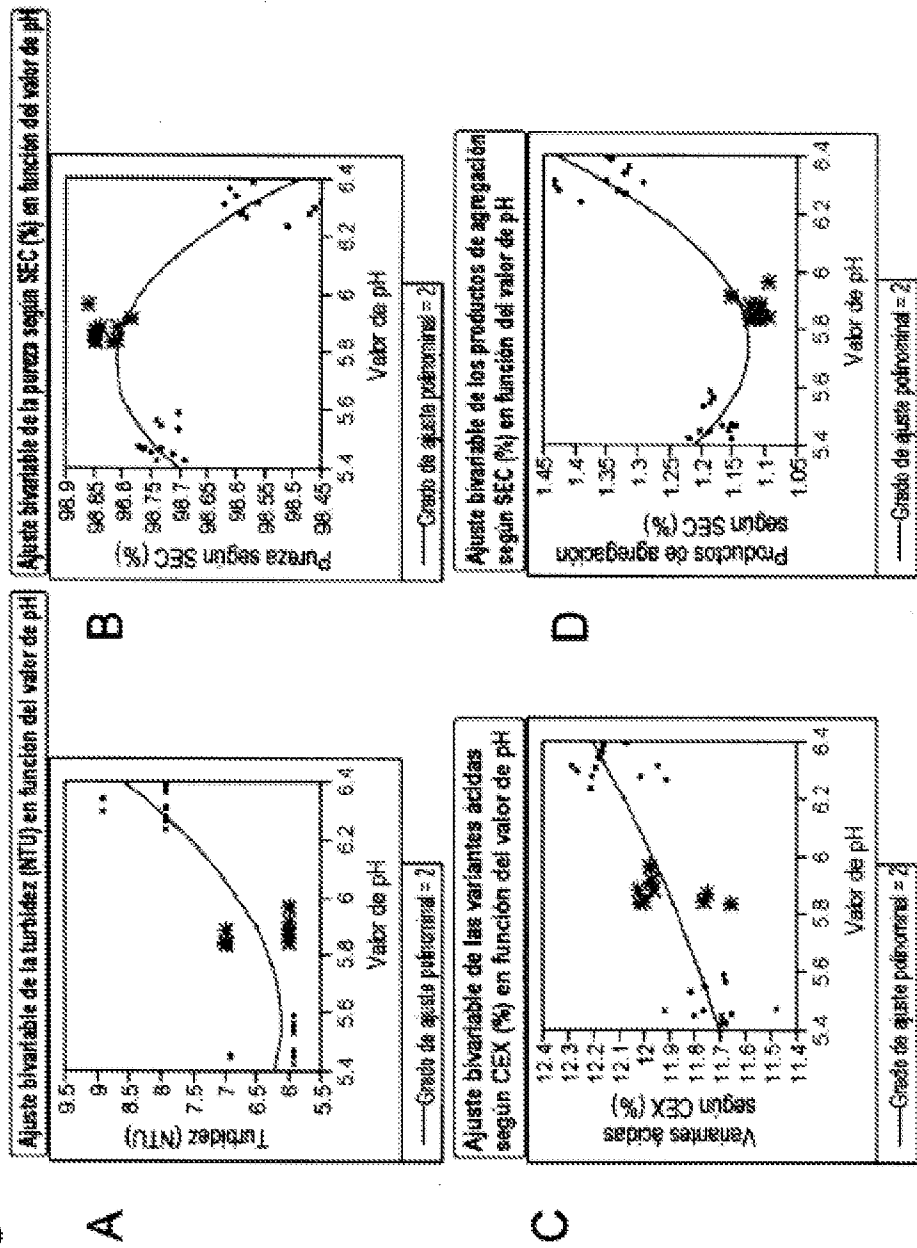 A
Ajuste bivariable de la turbidez (NTU) en función del valor de pH
Turbidez (NTU)
9.5
9
8.5
8
7.5
7
6.5
6
5.5
5.4
5.6
5.8
6
6.2
6.4
Valor de pH
Grado de ajuste polinominal = 2
B
Ajuste bivariable de la pureza según SEC (%) en función del valor de pH
Pureza según SEC (%)
98.9
98.85
98.8
98.75
98.7
98.65
98.6
98.55
98.5
98.45
5.4
5.6
5.8
6
6.2
6.4
Valor de pH
Grado de ajuste polinominal = 2
C
Ajuste bivariable de las variantes ácidas
según CEX (%) en función del valor de pH
Variantes ácidas
según CEX (%)
12.4
12.3
12.2
12.1
12
11.9
11.8
11.7
11.6
11.5
11.4
5.4
5.6
5.8
6
6.2
6.4
Valor de pH
Grado de ajuste polinominal = 2
D
Ajuste bivariable de los productos de agregación
según SEC (%) en función del valor de pH
Productos de agregación
según SEC (%)
1.45
1.4
1.35
1.3
1.25
1.2
1.15
1.1
1.05
5.4
5.6
5.8
6
6.2
6.4
Valor de pH
Grado de ajuste polinominal = 2